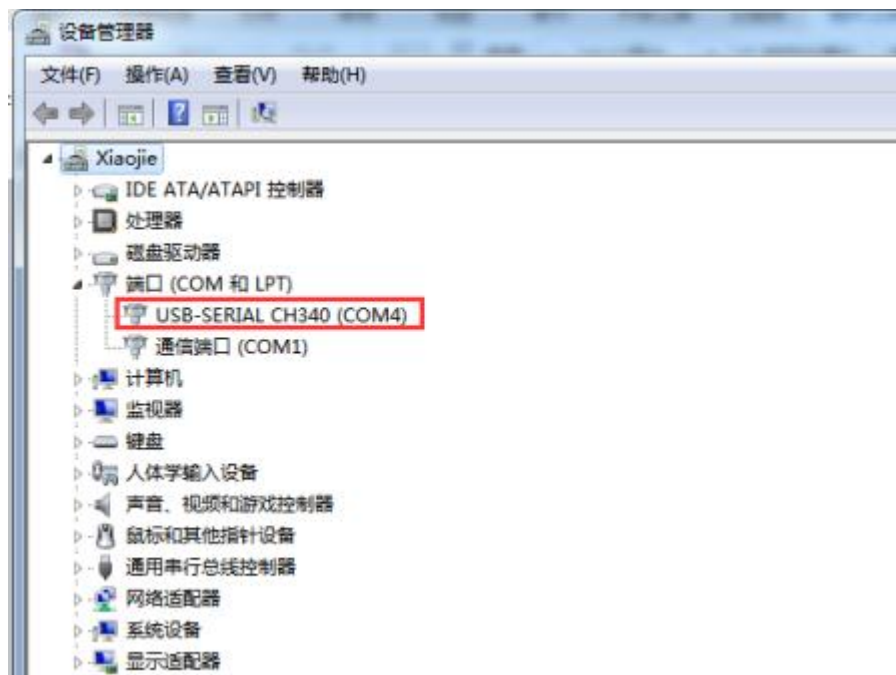 设备管理器
文件(F) 操作(A) 查看(V) 帮助(H)
Xiaojie
IDE ATA/ATAPI 控制器
处理器
磁盘驱动器
端口 (COM 和 LPT)
USB-SERIAL CH340 (COM4)
通信端口 (COM1)
计算机
监视器
键盘
人体学输入设备
声音、视频和游戏控制器
鼠标和其他指针设备
通用串行总线控制器
网络适配器
系统设备
显示适配器